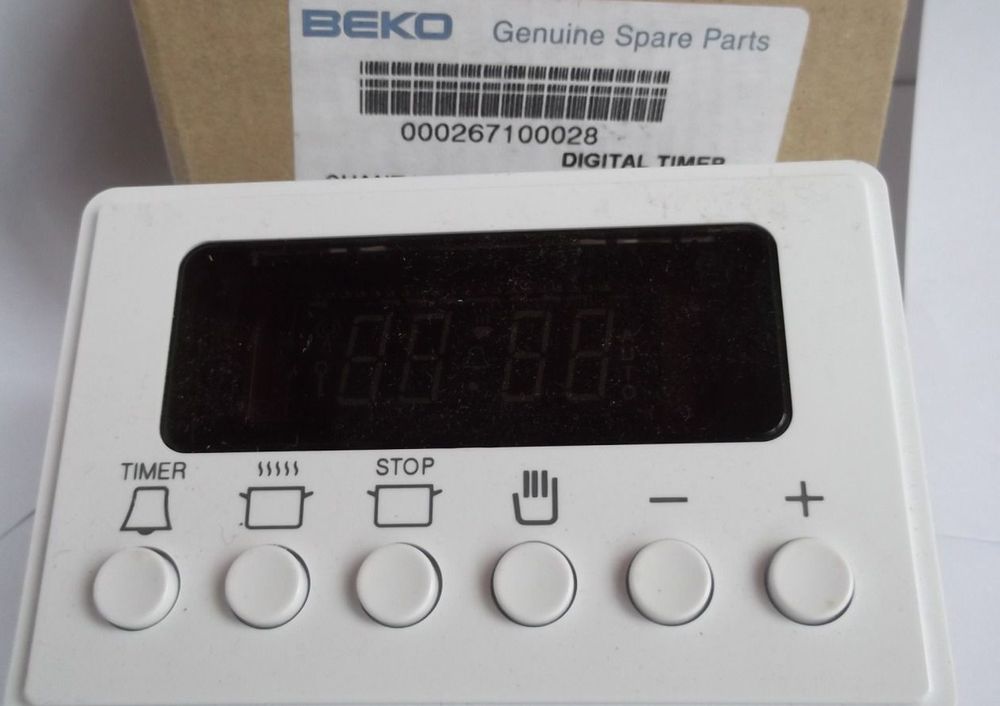 BEKO Genuine Spare Parts
000267100028
DIGITAL TIMER
TIMER
STOP
− +